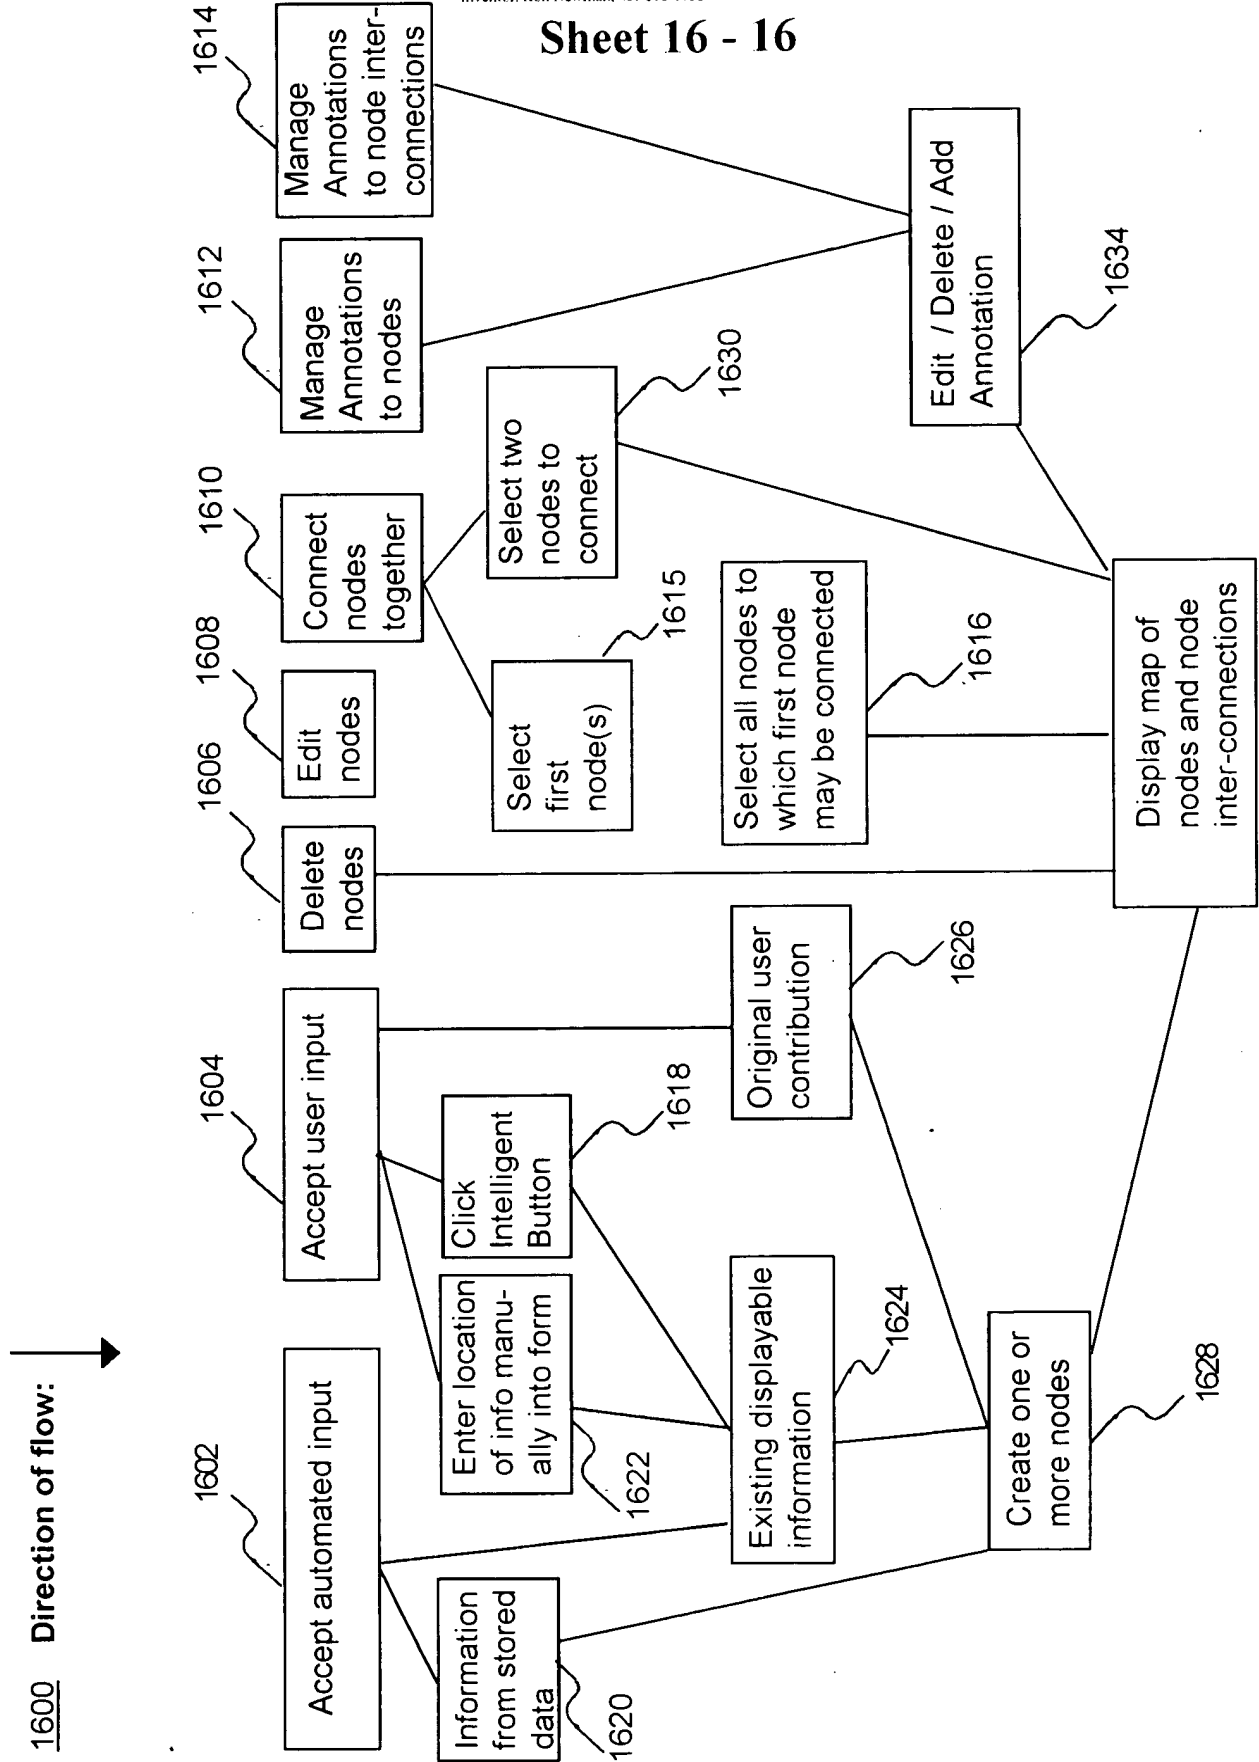 Sheet 16 - 16
1600 Direction of flow:
1602
1604
1606
1608
1610
1612
1614
Accept automated input
Accept user input
Delete
nodes
Edit
nodes
Connect
nodes
together
Manage
Annotations
to nodes
Manage
Annotations
to node inter-
connections
Information
from stored
data
1620
Enter location
of info manu-
ally into form
1622
Click
Intelligent
Button
1618
Select
first
node(s)
1615
Select two
nodes to
connect
1630
Existing displayable
information
1624
Original user
contribution
1626
Select all nodes to
which first node
may be connected
1616
Edit / Delete / Add
Annotation
1634
Create one or
more nodes
1628
Display map of
nodes and node
inter-connections